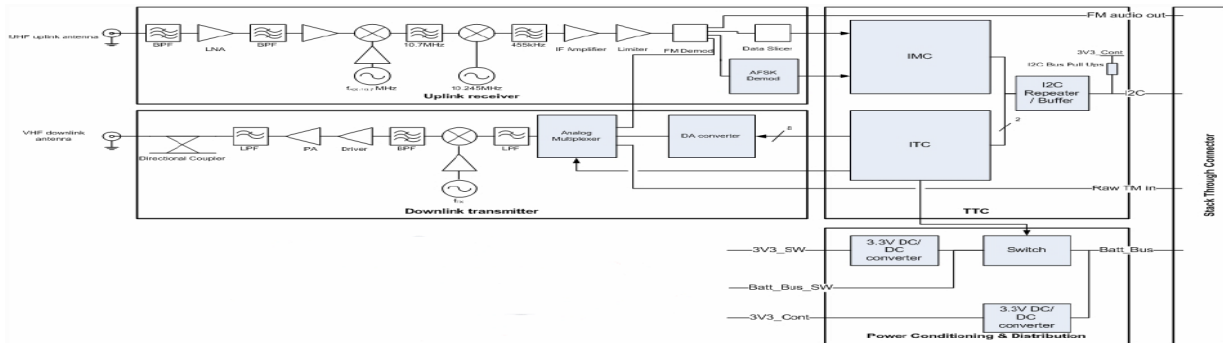 FM audio out
UHF uplink antenna
BPF
LNA
BPF
10.7MHz
455kHz
IF Amplifier
Limiter
FM Demod
Data Slicer
IMC
3V3_Cont
I2C Bus Pull Ups
AFSK
Demod
MHz
10.245MHz
Uplink receiver
I2C
Repeater
/ Buffer
I2C
VHF downlink
antenna
Directional Coupler
LPF
PA
Driver
BPF
LPF
Analog
Multiplexer
DA converter
8
ITC
2
Raw TM in
Downlink transmitter
TTC
Stack Through Connector
3V3_SW
3.3V DC/
DC
converter
Switch
Batt_Bus
Batt_Bus_SW
3V3_Cont
3.3V DC/
DC
converter
Power Conditioning & Distribution